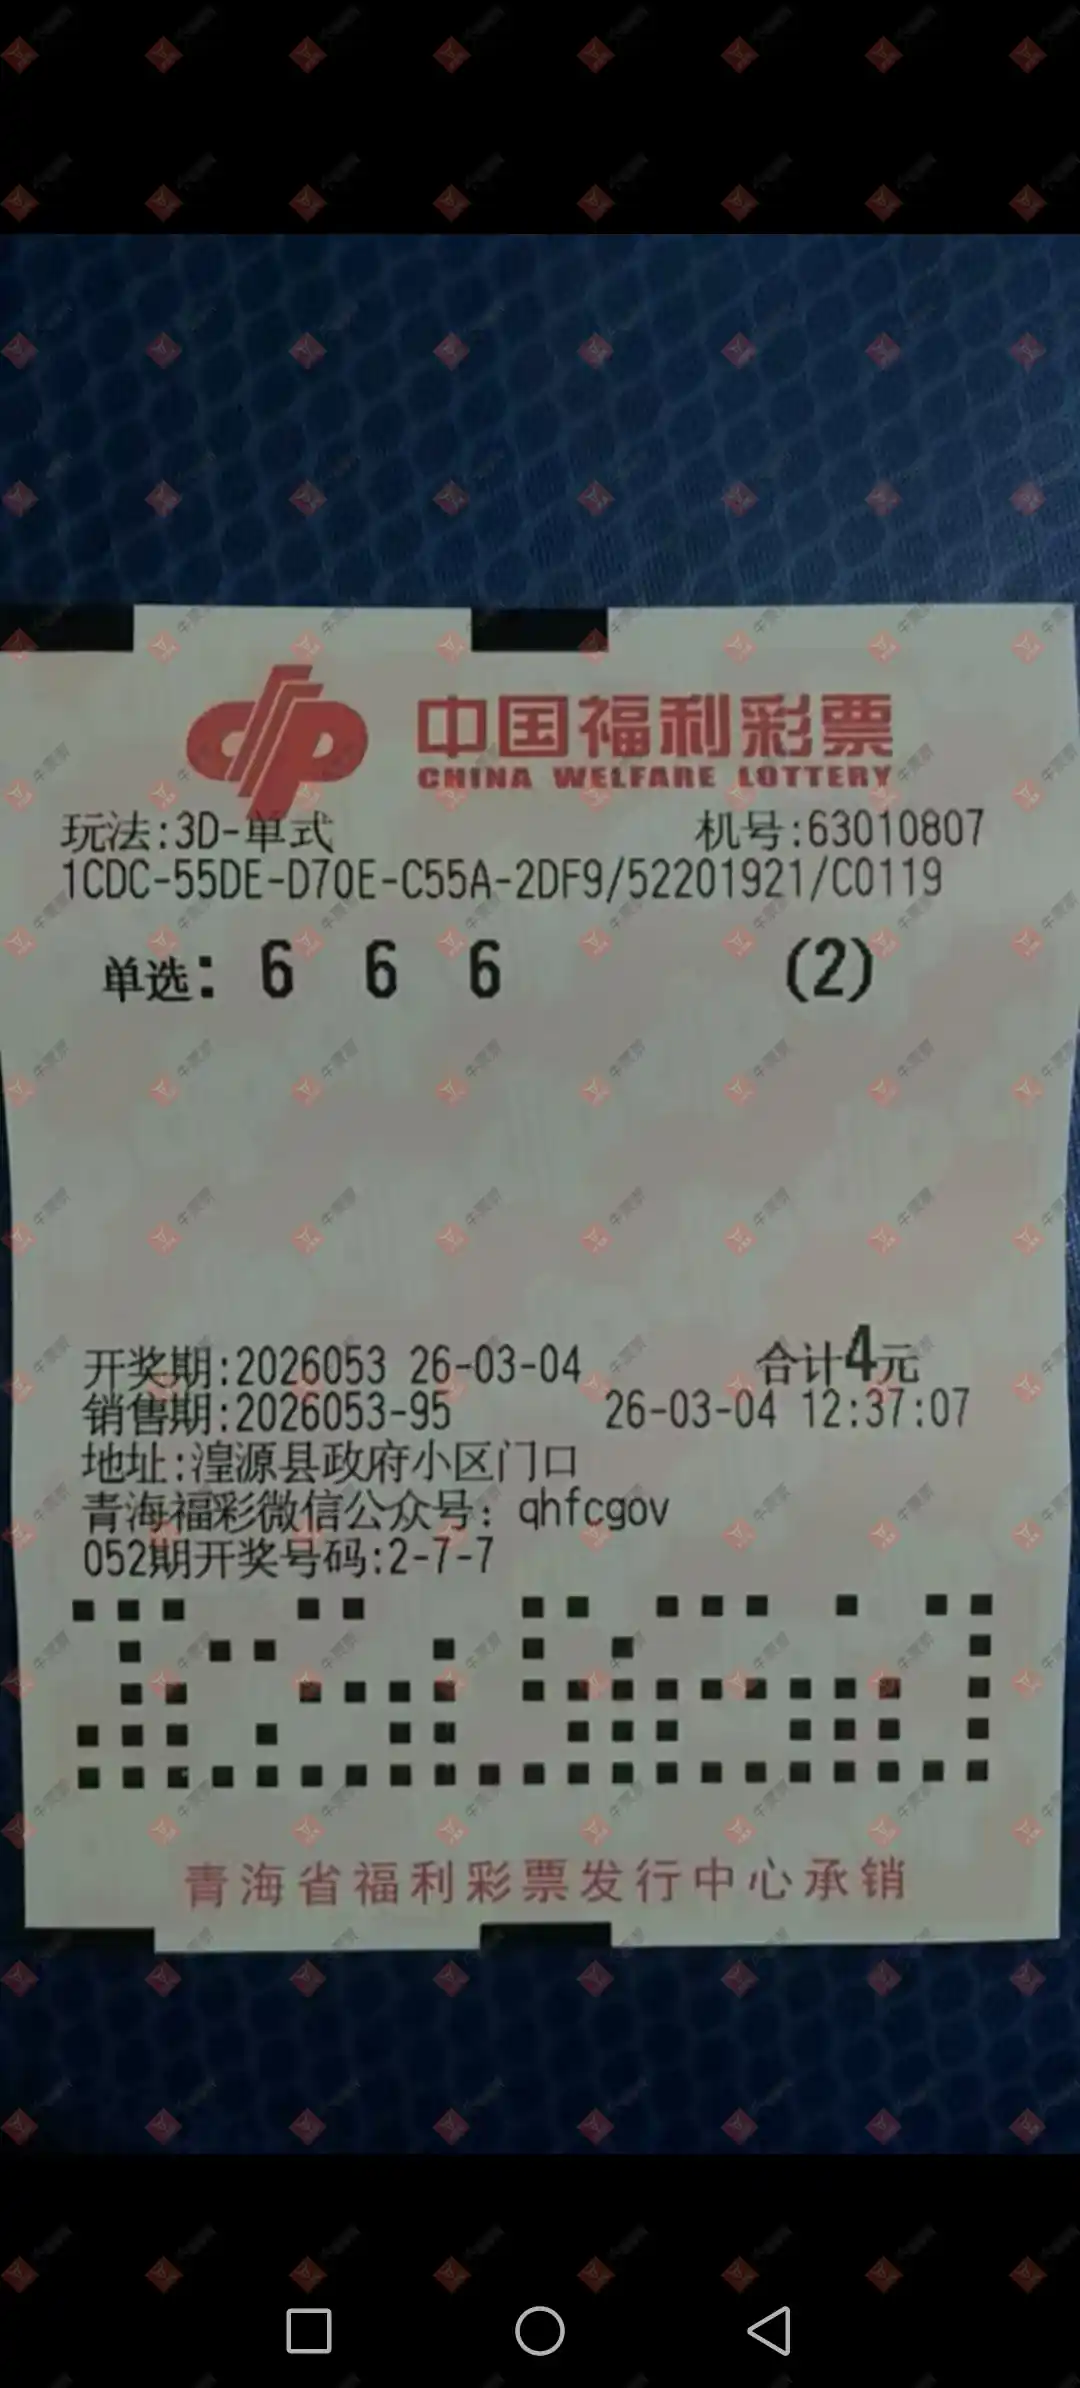 中国福利彩票
CHINA WELFARE LOTTERY
玩法:3D-单式 机号:63010807
1CDC-55DE-D70E-C55A-2DF9/52201921/C0119
单选: 6 6 6 (2)
开奖期:2026053 26-03-04 合计4元
销售期:2026053-95 26-03-04 12:37:07
地址:湟源县政府小区门口
青海福彩微信公众号: qhfcgov
052期开奖号码:2-7-7
青海省福利彩票发行中心承销